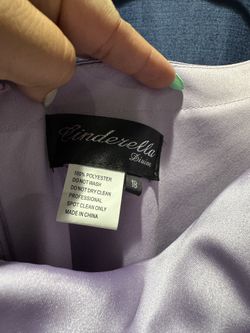 Cinderella
Divine
100% POLYESTER
DO NOT WASH
DO NOT DRY CLEAN
PROFESSIONAL
SPOT CLEAN ONLY
MADE IN CHINA
18